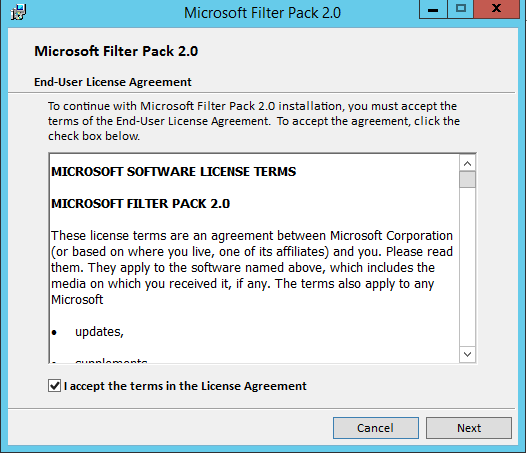 Microsoft Filter Pack 2.0
Microsoft Filter Pack 2.0
End-User License Agreement
To continue with Microsoft Filter Pack 2.0 installation, you must accept the
terms of the End-User License Agreement.  To accept the agreement, click the
check box below.
MICROSOFT SOFTWARE LICENSE TERMS
MICROSOFT FILTER PACK 2.0
These license terms are an agreement between Microsoft Corporation
(or based on where you live, one of its affiliates) and you. Please read
them. They apply to the software named above, which includes the
media on which you received it, if any. The terms also apply to any
Microsoft
• updates,
• supplements
I accept the terms in the License Agreement
Cancel
Next